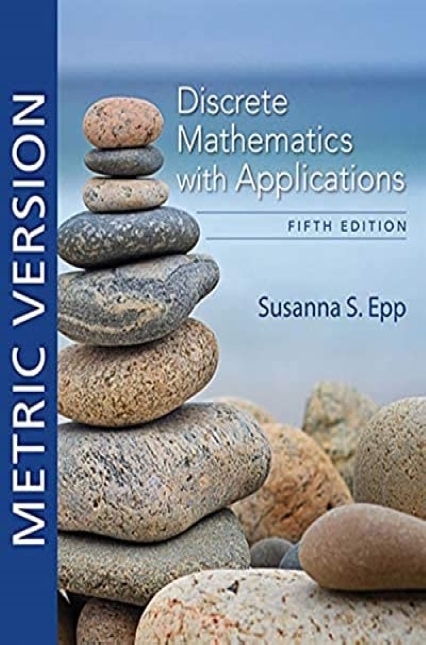 METRIC VERSION
Discrete
Mathematics
with Applications
FIFTH EDITION
Susanna S. Epp